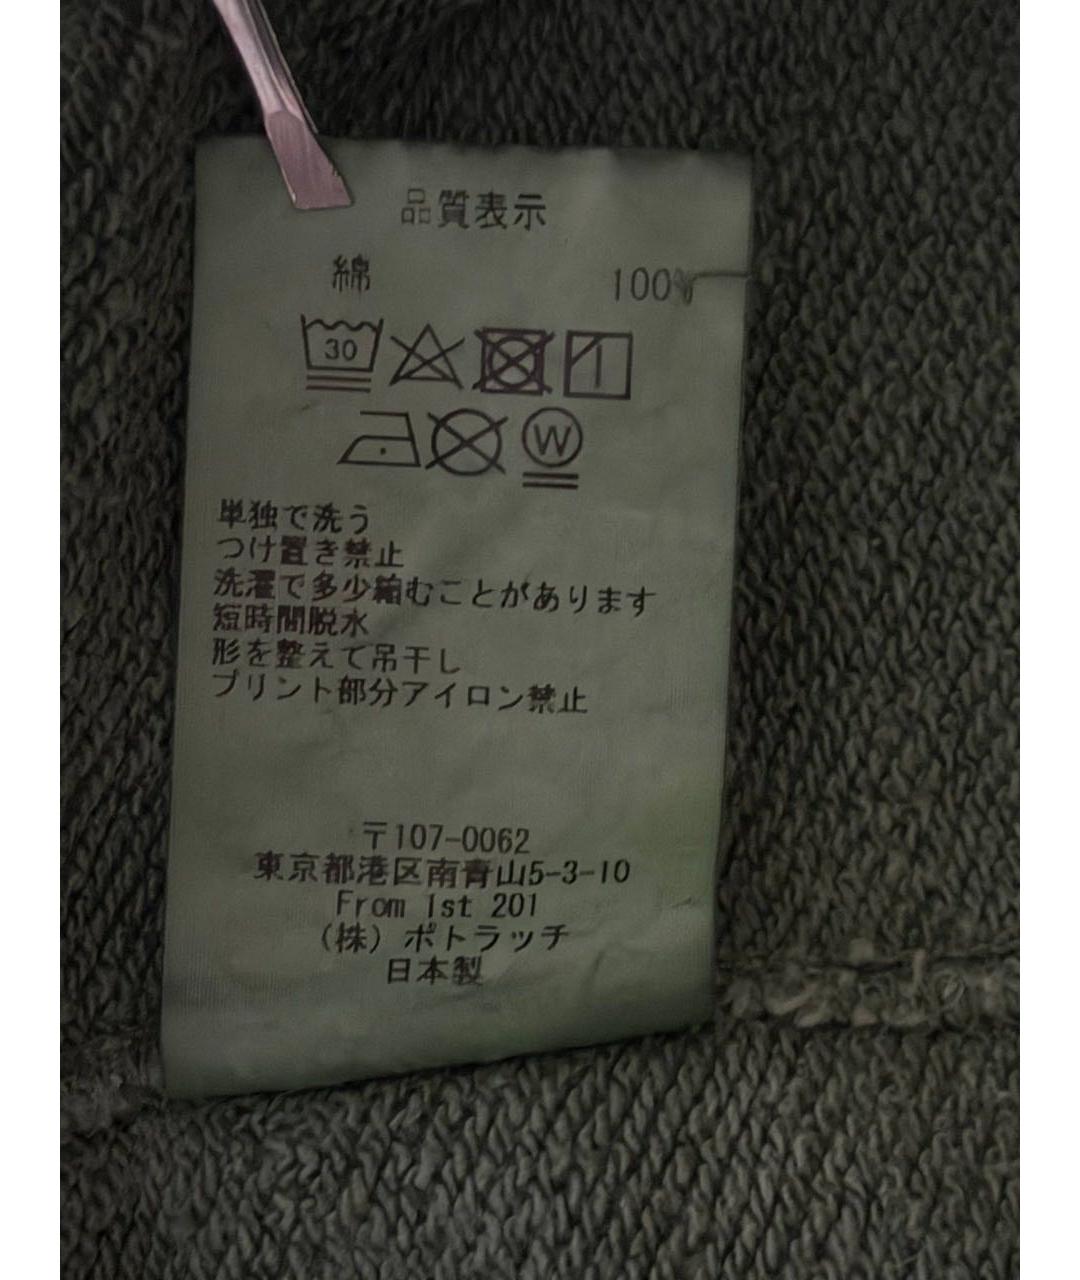 品質表示
綿 100%
30
W
単独で洗う
つけ置き禁止
洗濯で多少縮むことがあります
短時間脱水
形を整えて吊干し
プリント部分アイロン禁止
〒107-0062
東京都港区南青山5-3-10
From 1st 201
(株) ポトラッチ
日本製